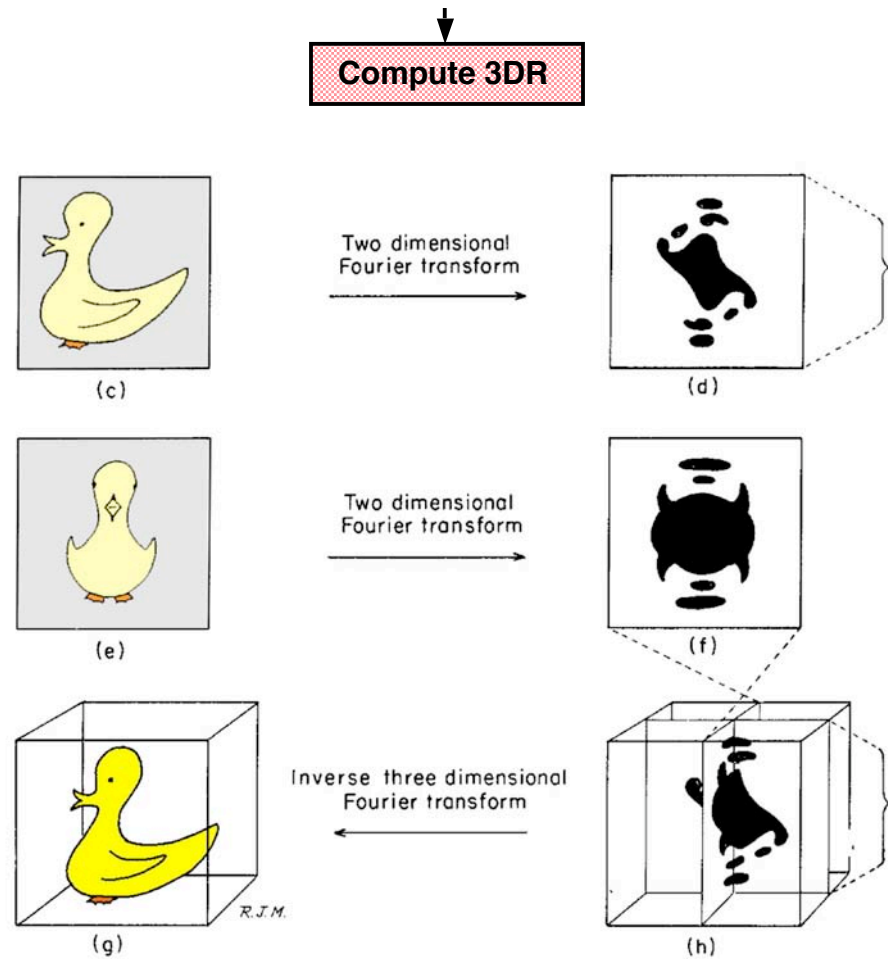 Compute 3DR
Two dimensional
Fourier transform
(c)
(d)
Two dimensional
Fourier transform
(e)
(f)
Inverse three dimensional
Fourier transform
R.J.M.
(g)
(h)